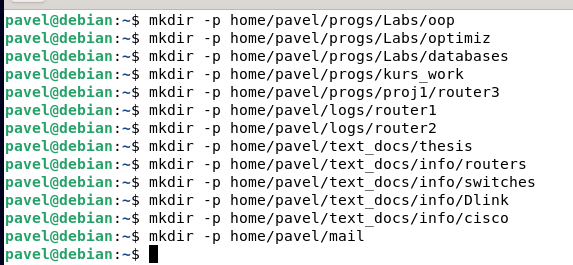 pavel@debian:~$ mkdir -p home/pavel/progs/Labs/oop
pavel@debian:~$ mkdir -p home/pavel/progs/Labs/optimiz
pavel@debian:~$ mkdir -p home/pavel/progs/Labs/databases
pavel@debian:~$ mkdir -p home/pavel/progs/kurs_work
pavel@debian:~$ mkdir -p home/pavel/progs/proj1/router3
pavel@debian:~$ mkdir -p home/pavel/logs/router1
pavel@debian:~$ mkdir -p home/pavel/logs/router2
pavel@debian:~$ mkdir -p home/pavel/text_docs/thesis
pavel@debian:~$ mkdir -p home/pavel/text_docs/info/routers
pavel@debian:~$ mkdir -p home/pavel/text_docs/info/switches
pavel@debian:~$ mkdir -p home/pavel/text_docs/info/Dlink
pavel@debian:~$ mkdir -p home/pavel/text_docs/info/cisco
pavel@debian:~$ mkdir -p home/pavel/mail
pavel@debian:~$